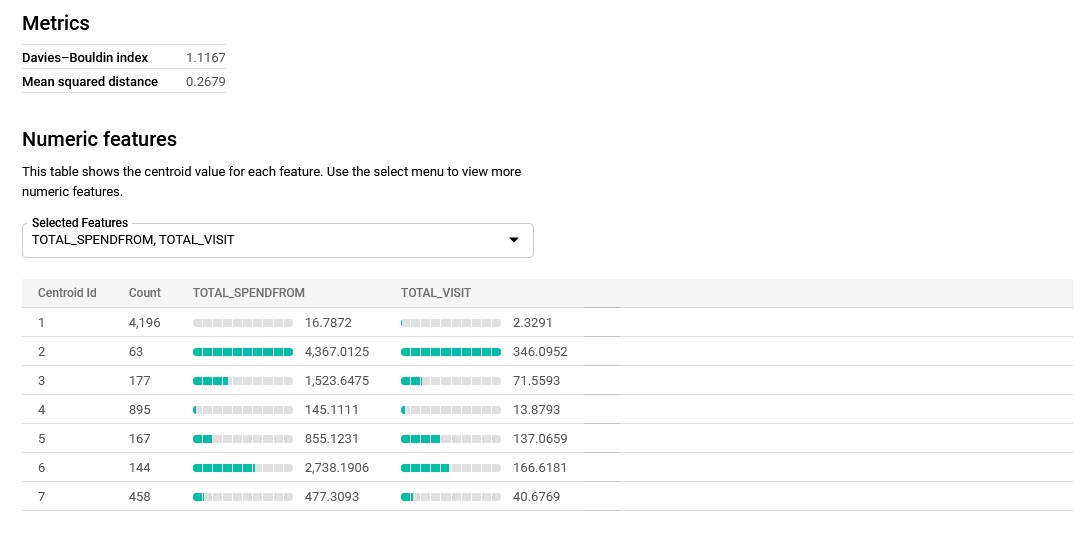 Metrics
Davies–Bouldin index 1.1167
Mean squared distance 0.2679
Numeric features
This table shows the centroid value for each feature. Use the select menu to view more
numeric features.
Selected Features
TOTAL_SPENDFROM, TOTAL_VISIT
Centroid Id Count TOTAL_SPENDFROM TOTAL_VISIT
1 4,196 16.7872 2.3291
2 63 4,367.0125 346.0952
3 177 1,523.6475 71.5593
4 895 145.1111 13.8793
5 167 855.1231 137.0659
6 144 2,738.1906 166.6181
7 458 477.3093 40.6769